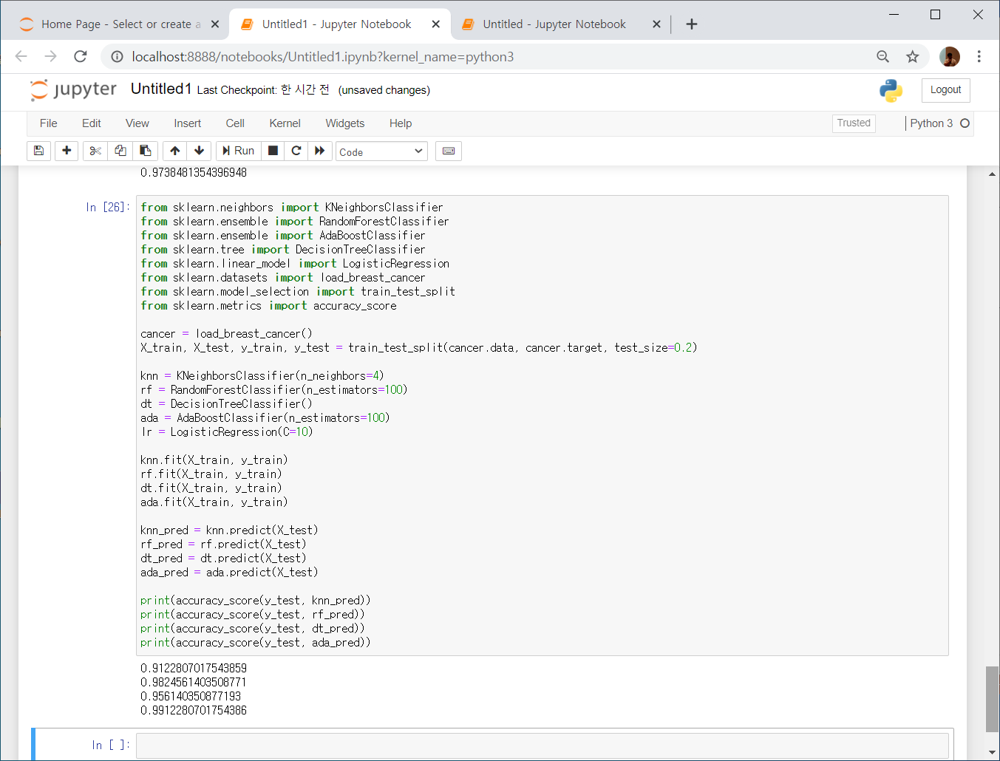 Home Page - Select or create a
Untitled1 - Jupyter Notebook
Untitled - Jupyter Notebook
localhost:8888/notebooks/Untitled1.ipynb?kernel_name=python3
jupyter Untitled1 Last Checkpoint: 한 시간 전 (unsaved changes)
Logout
File Edit View Insert Cell Kernel Widgets Help
Trusted
Python 3
Run
Code
0.9738481354396948
In [26]:
from sklearn.neighbors import KNeighborsClassifier
from sklearn.ensemble import RandomForestClassifier
from sklearn.ensemble import AdaBoostClassifier
from sklearn.tree import DecisionTreeClassifier
from sklearn.linear_model import LogisticRegression
from sklearn.datasets import load_breast_cancer
from sklearn.model_selection import train_test_split
from sklearn.metrics import accuracy_score
cancer = load_breast_cancer()
X_train, X_test, y_train, y_test = train_test_split(cancer.data, cancer.target, test_size=0.2)
knn = KNeighborsClassifier(n_neighbors=4)
rf = RandomForestClassifier(n_estimators=100)
dt = DecisionTreeClassifier()
ada = AdaBoostClassifier(n_estimators=100)
lr = LogisticRegression(C=10)
knn.fit(X_train, y_train)
rf.fit(X_train, y_train)
dt.fit(X_train, y_train)
ada.fit(X_train, y_train)
knn_pred = knn.predict(X_test)
rf_pred = rf.predict(X_test)
dt_pred = dt.predict(X_test)
ada_pred = ada.predict(X_test)
print(accuracy_score(y_test, knn_pred))
print(accuracy_score(y_test, rf_pred))
print(accuracy_score(y_test, dt_pred))
print(accuracy_score(y_test, ada_pred))
0.9122807017543859
0.9824561403508771
0.956140350877193
0.9912280701754386
In [ ]: